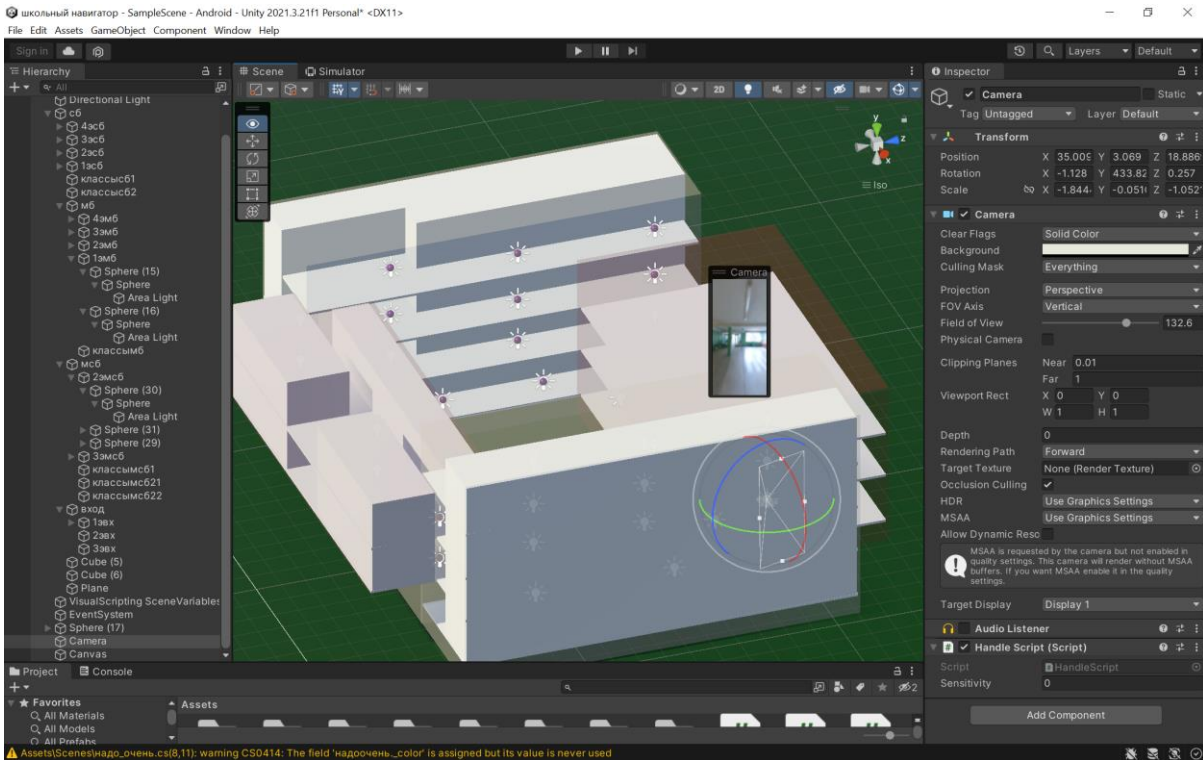 школьный навигатор - SampleScene - Android - Unity 2021.3.21f1 Personal* <DX11>
File Edit Assets GameObject Component Window Help
Sign in
Layers
Default
Hierarchy
All
Directional Light
сб
4эсб
3эсб
2эсб
1эсб
классысб1
классысб2
мб
4эмб
3эмб
2эмб
1эмб
Sphere (15)
Sphere
Area Light
Sphere (16)
Sphere
Area Light
классымб
мсб
2эмсб
Sphere (30)
Sphere
Area Light
Sphere (31)
Sphere (29)
3эмсб
классымсб1
классымсб21
классымсб22
вход
1эвх
2эвх
3эвх
Cube (5)
Cube (6)
Plane
VisualScripting SceneVariables
EventSystem
Sphere (17)
Camera
Canvas
Scene Simulator
2D
y
z
x
Iso
Camera
Inspector
Camera Static
Tag Untagged Layer Default
Transform
Position X 35.009 Y 3.069 Z 18.886
Rotation X -1.128 Y 433.82 Z 0.257
Scale X -1.844 Y -0.051 Z -1.052
Camera
Clear Flags Solid Color
Background
Culling Mask Everything
Projection Perspective
FOV Axis Vertical
Field of View 132.6
Physical Camera
Clipping Planes Near 0.01
Far 1
Viewport Rect X 0 Y 0
W 1 H 1
Depth 0
Rendering Path Forward
Target Texture None (Render Texture)
Occlusion Culling
HDR Use Graphics Settings
MSAA Use Graphics Settings
Allow Dynamic Reso
MSAA is requested by the camera but not enabled in
quality settings. This camera will render without MSAA
buffers. If you want MSAA enable it in the quality
settings.
Target Display Display 1
Audio Listener
Handle Script (Script)
Script HandleScript
Sensitivity 0
Add Component
Project Console
2
Favorites
All Materials
All Models
All Prefabs
Assets
Assets\Scenes\надо_очень.cs(8,11): warning CS0414: The field 'надоочень._color' is assigned but its value is never used